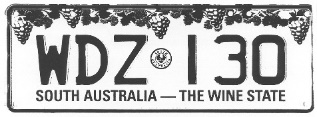 WDZ 130
SOUTH AUSTRALIA — THE WINE STATE